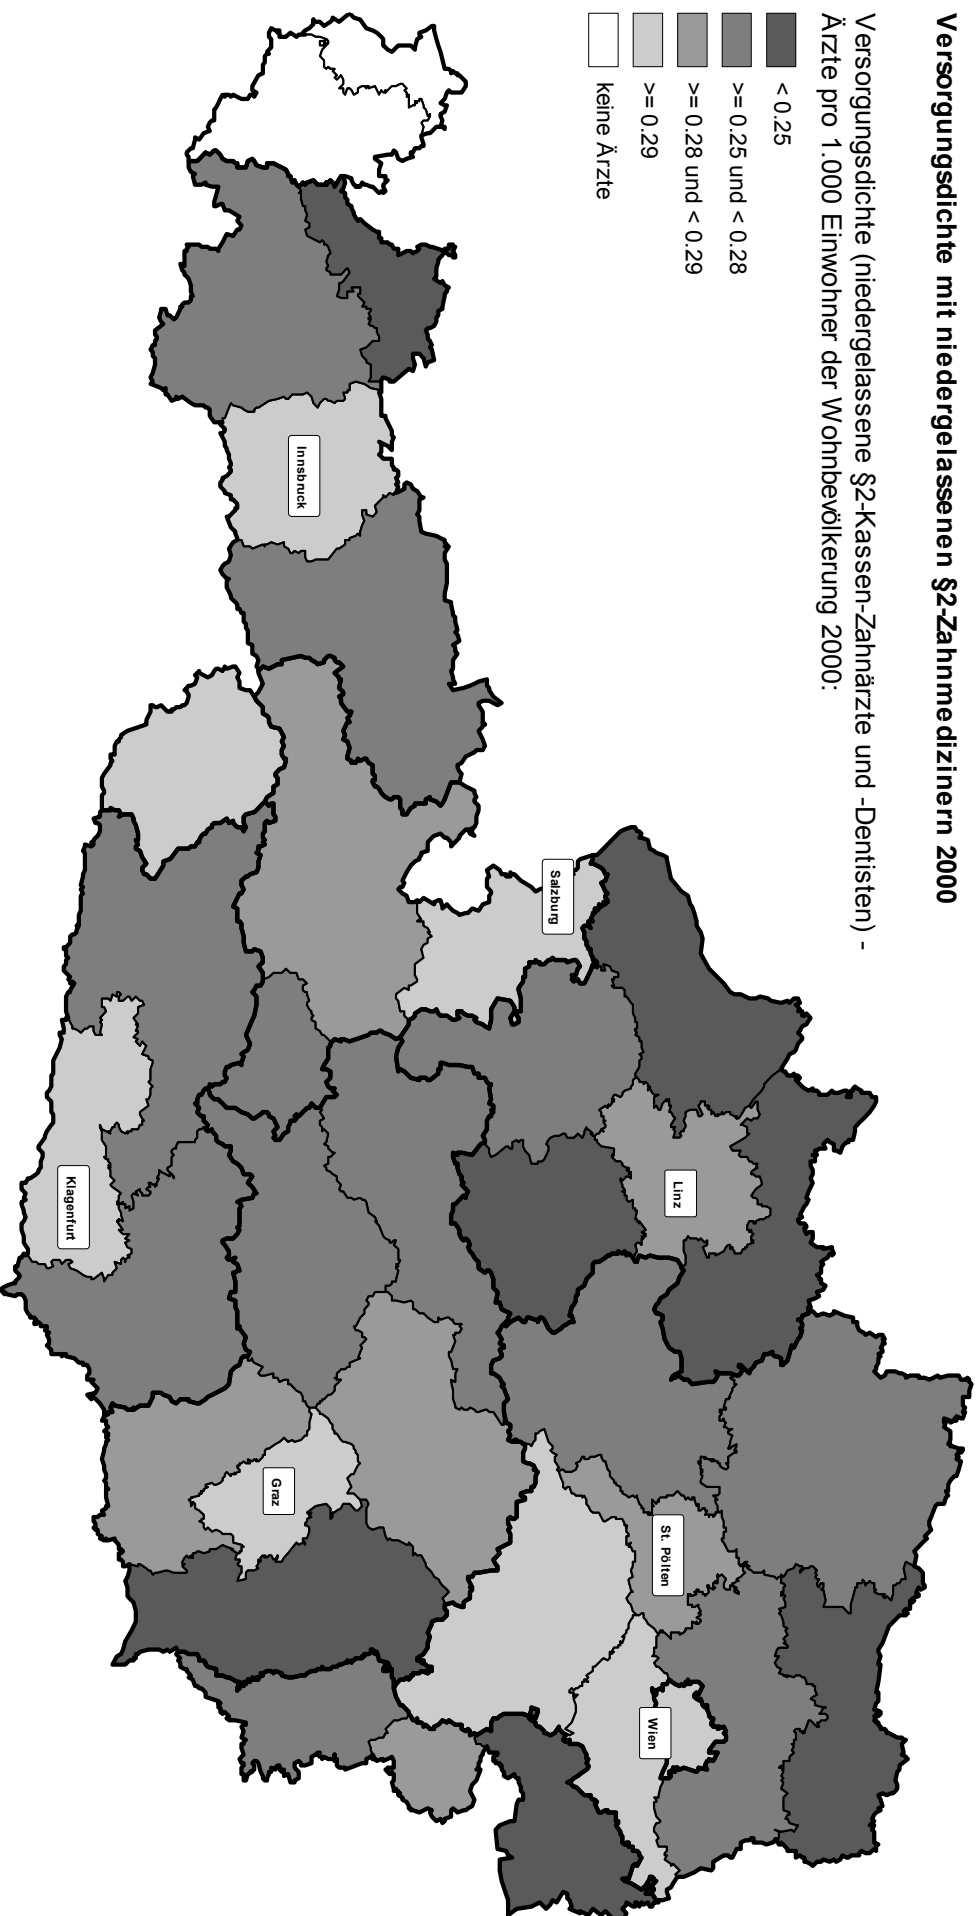 Versorgungsdichte mit niedergelassenen §2-Zahnmedizinern 2000
Versorgungsdichte (niedergelassene §2-Kassen-Zahnärzte und -Dentisten) -
Ärzte pro 1.000 Einwohner der Wohnbevölkerung 2000:
< 0.25
>= 0.25 und < 0.28
>= 0.28 und < 0.29
>= 0.29
keine Ärzte
Innsbruck
Salzburg
Linz
St. Pölten
Wien
Graz
Klagenfurt